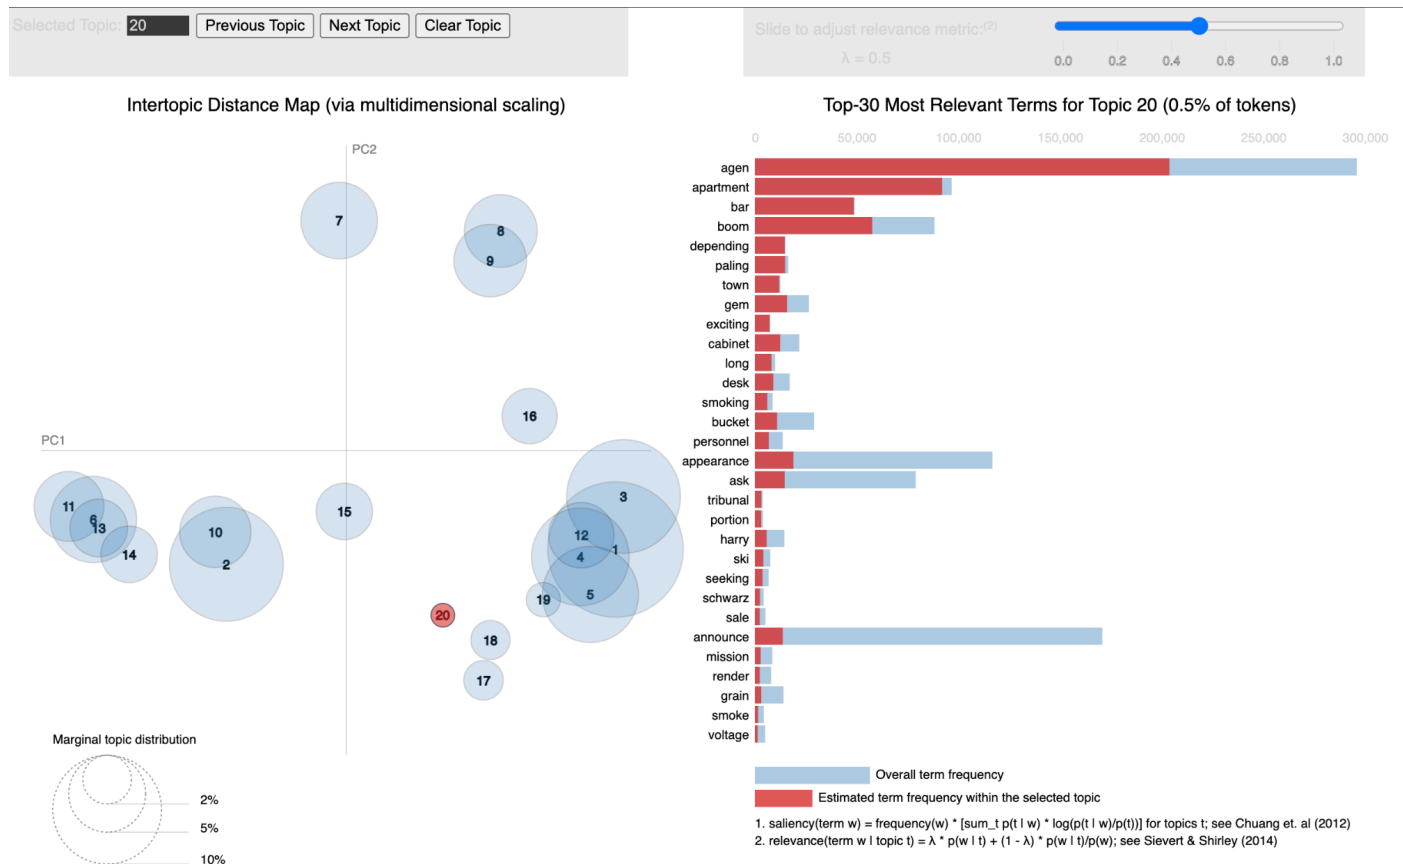 Selected Topic: 20 Previous Topic Next Topic Clear Topic
Slide to adjust relevance metric:(2)
λ = 0.5
0.0 0.2 0.4 0.6 0.8 1.0
Intertopic Distance Map (via multidimensional scaling)
PC2
PC1
7
8
9
16
3
11
6
13
15
10
12
14
1
4
2
5
19
20
18
17
Marginal topic distribution
2%
5%
10%
Top-30 Most Relevant Terms for Topic 20 (0.5% of tokens)
0 50,000 100,000 150,000 200,000 250,000 300,000
agen
apartment
bar
boom
depending
paling
town
gem
exciting
cabinet
long
desk
smoking
bucket
personnel
appearance
ask
tribunal
portion
harry
ski
seeking
schwarz
sale
announce
mission
render
grain
smoke
voltage
Overall term frequency
Estimated term frequency within the selected topic
1. saliency(term w) = frequency(w) * [sum_t p(t | w) * log(p(t | w)/p(t))] for topics t; see Chuang et. al (2012)
2. relevance(term w | topic t) = λ * p(w | t) + (1 - λ) * p(w | t)/p(w); see Sievert & Shirley (2014)